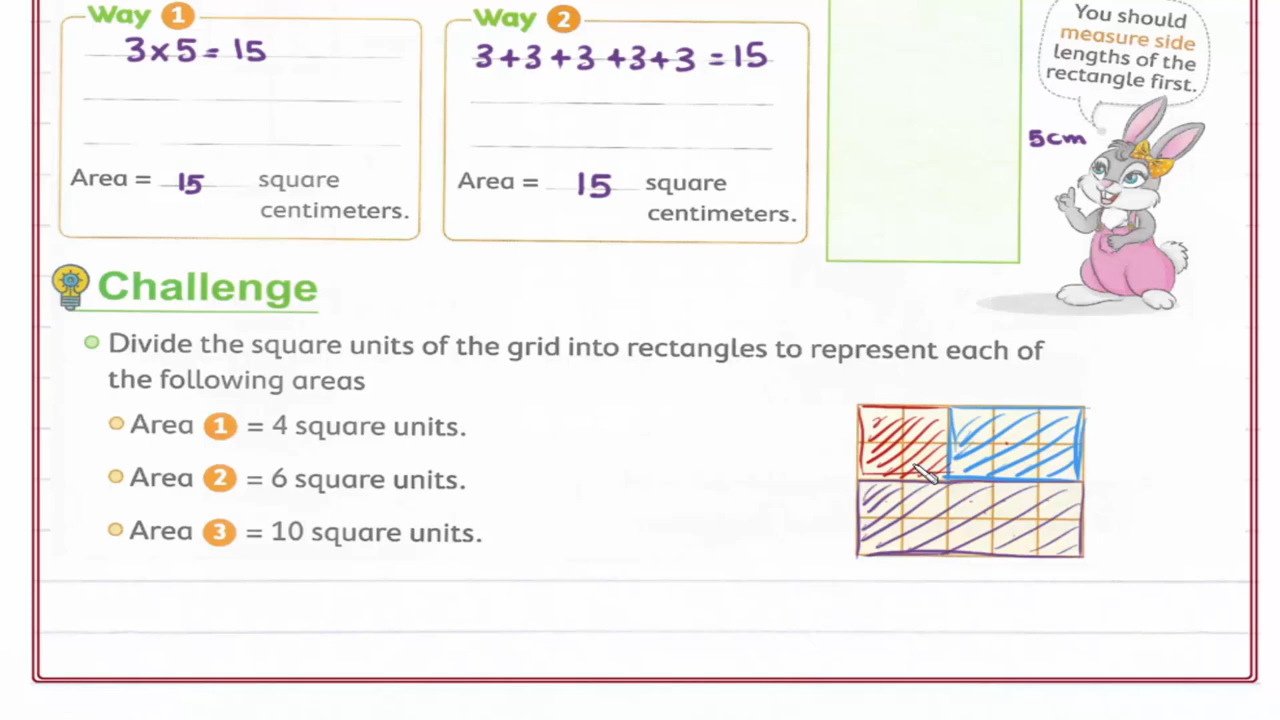 Way 1
3 × 5 = 15
Area = 15 square
centimeters.
Way 2
3 + 3 + 3 + 3 + 3 = 15
Area = 15 square
centimeters.
You should
measure side
lengths of the
rectangle first.
5cm
Challenge
Divide the square units of the grid into rectangles to represent each of
the following areas
Area 1 = 4 square units.
Area 2 = 6 square units.
Area 3 = 10 square units.